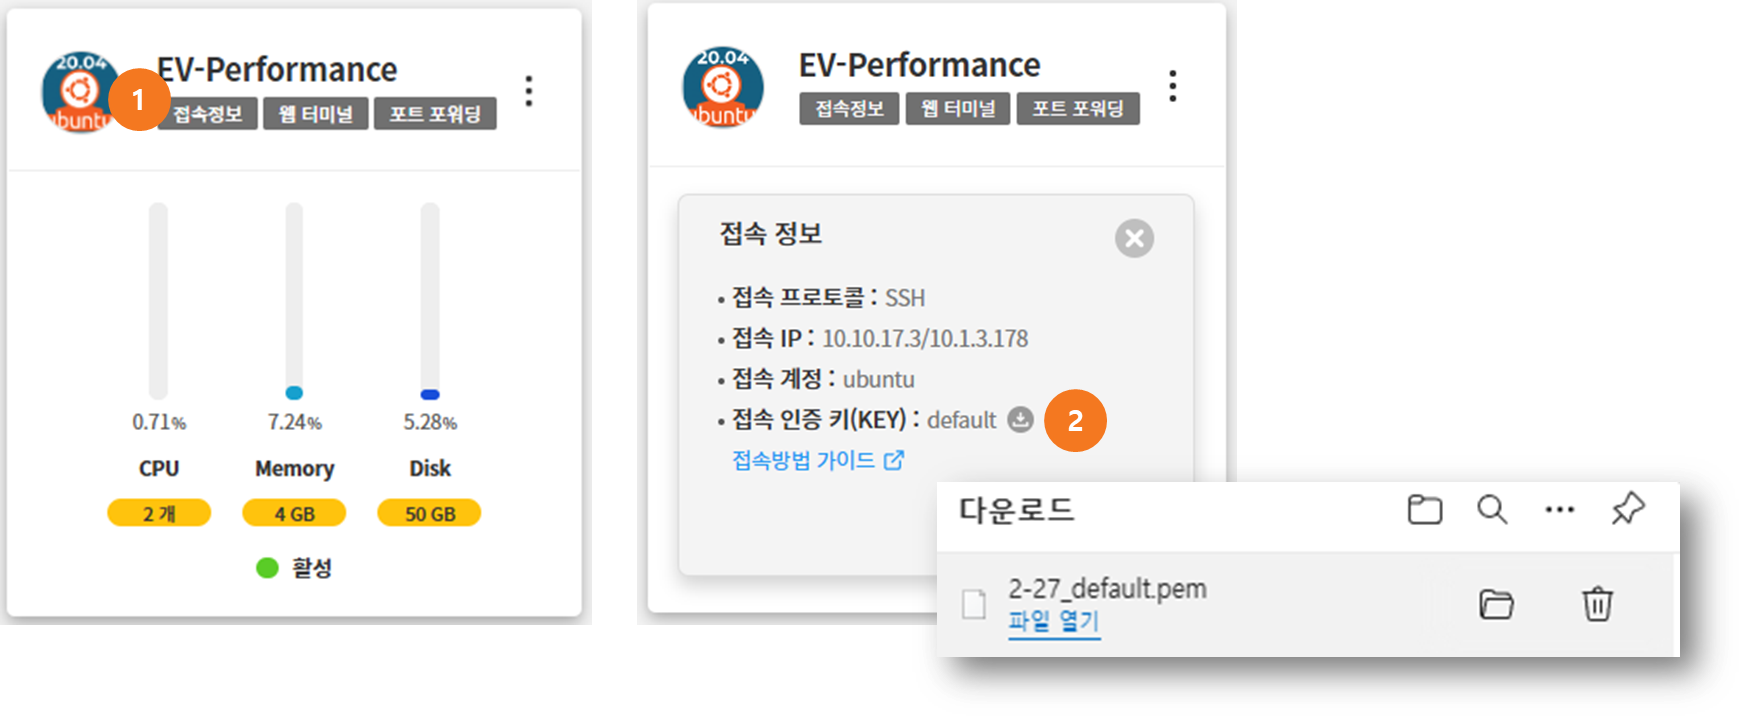 20.04
ubuntu
1
EV-Performance
접속정보 웹 터미널 포트 포워딩
0.71% 7.24% 5.28%
CPU Memory Disk
2 개 4 GB 50 GB
활성
20.04
ubuntu
EV-Performance
접속정보 웹 터미널 포트 포워딩
접속 정보
• 접속 프로토콜 : SSH
• 접속 IP : 10.10.17.3/10.1.3.178
• 접속 계정 : ubuntu
• 접속 인증 키(KEY) : default 2
접속방법 가이드
다운로드
2-27_default.pem
파일 열기